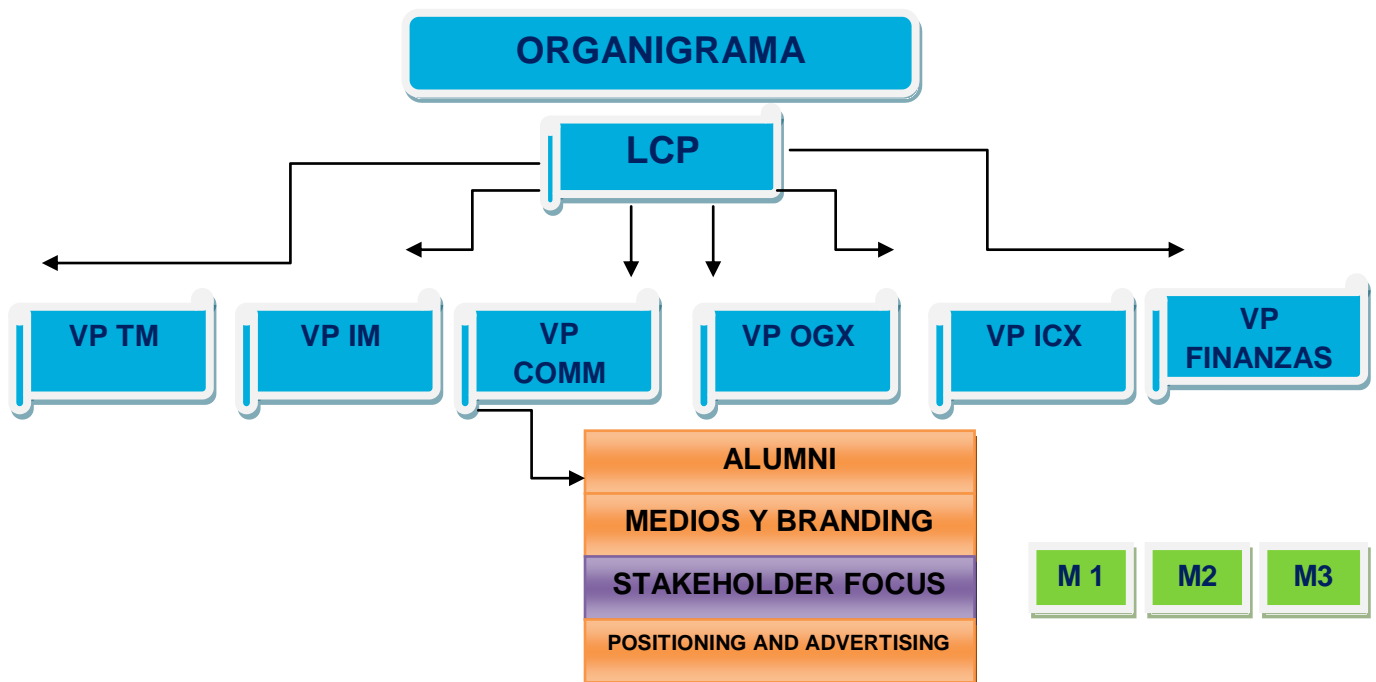 ORGANIGRAMA
LCP
VP TM
VP IM
VP
COMM
VP OGX
VP ICX
VP
FINANZAS
ALUMNI
MEDIOS Y BRANDING
STAKEHOLDER FOCUS
POSITIONING AND ADVERTISING
M 1
M2
M3